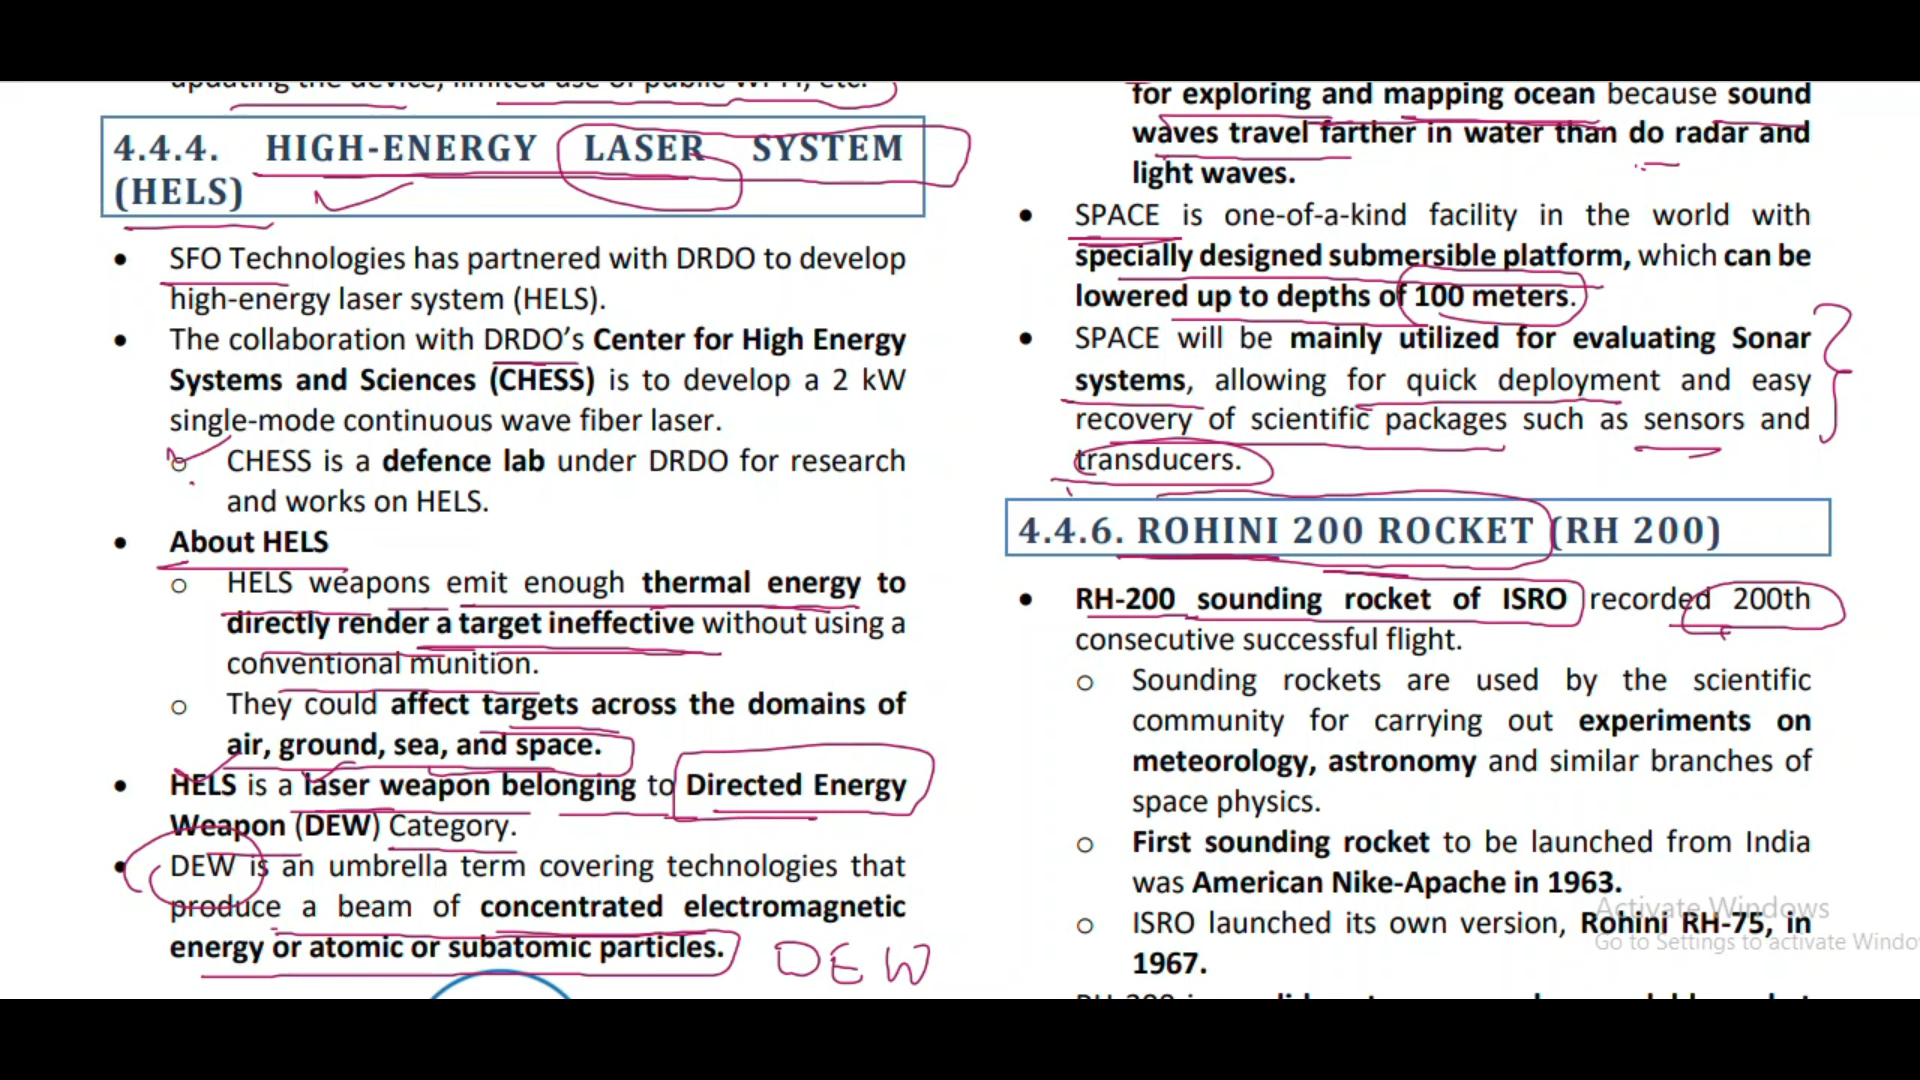 updating the device, limited use of public Wi-Fi, etc.
4.4.4. HIGH-ENERGY LASER SYSTEM
(HELS)
• SFO Technologies has partnered with DRDO to develop
high-energy laser system (HELS).
• The collaboration with DRDO’s Center for High Energy
Systems and Sciences (CHESS) is to develop a 2 kW
single-mode continuous wave fiber laser.
o CHESS is a defence lab under DRDO for research
and works on HELS.
• About HELS
o HELS weapons emit enough thermal energy to
directly render a target ineffective without using a
conventional munition.
o They could affect targets across the domains of
air, ground, sea, and space.
• HELS is a laser weapon belonging to Directed Energy
Weapon (DEW) Category.
• DEW is an umbrella term covering technologies that
produce a beam of concentrated electromagnetic
energy or atomic or subatomic particles.
DEW
for exploring and mapping ocean because sound
waves travel farther in water than do radar and
light waves.
• SPACE is one-of-a-kind facility in the world with
specially designed submersible platform, which can be
lowered up to depths of 100 meters.
• SPACE will be mainly utilized for evaluating Sonar
systems, allowing for quick deployment and easy
recovery of scientific packages such as sensors and
transducers.
4.4.6. ROHINI 200 ROCKET (RH 200)
• RH-200 sounding rocket of ISRO recorded 200th
consecutive successful flight.
o Sounding rockets are used by the scientific
community for carrying out experiments on
meteorology, astronomy and similar branches of
space physics.
o First sounding rocket to be launched from India
was American Nike-Apache in 1963.
o ISRO launched its own version, Rohini RH-75, in
1967.
Activate Windows
Go to Settings to activate Windo